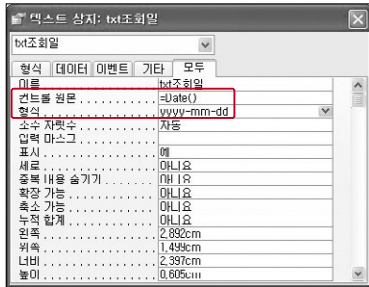 텍스트 상자: txt조회일
txt조회일
형식 데이터 이벤트 기타 모두
이름 txt조회일
컨트롤 원본 =Date()
형식 yyyy-mm-dd
소수 자릿수 자동
입력 마스크
표시 예
세로 아니요
중복 내용 숨기기 아니요
확장 가능 아니요
축소 가능 아니요
누적 합계 아니요
왼쪽 2,892cm
위쪽 1,499cm
너비 2,397cm
높이 0,605cm